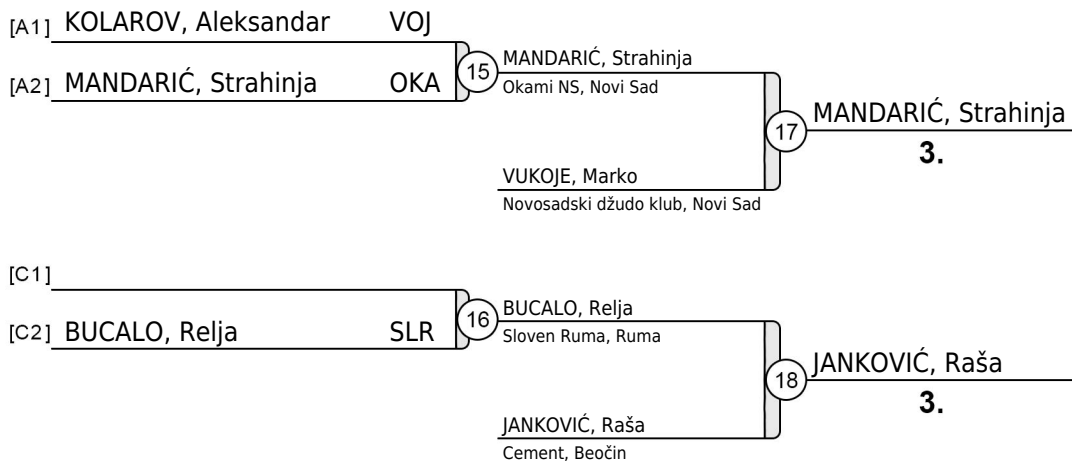 [A1] KOLAROV, Aleksandar VOJ
[A2] MANDARIĆ, Strahinja OKA
15
MANDARIĆ, Strahinja
Okami NS, Novi Sad
17
MANDARIĆ, Strahinja
3.
VUKOJE, Marko
Novosadski džudo klub, Novi Sad
[C1]
[C2] BUCALO, Relja SLR
16
BUCALO, Relja
Sloven Ruma, Ruma
18
JANKOVIĆ, Raša
3.
JANKOVIĆ, Raša
Cement, Beočin